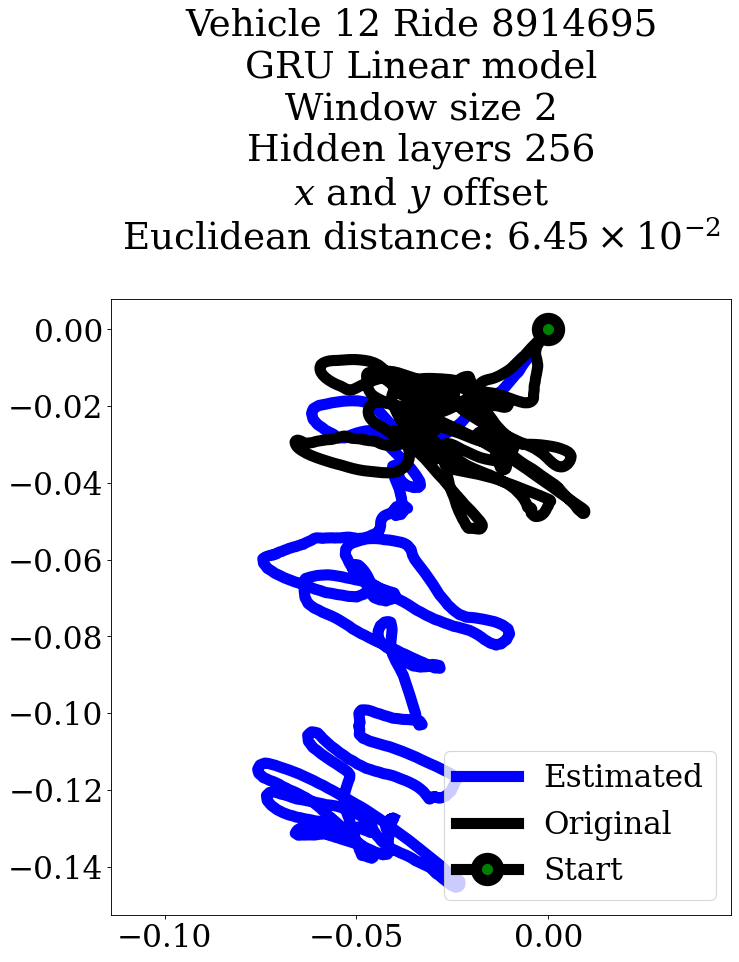 Vehicle 12 Ride 8914695
GRU Linear model
Window size 2
Hidden layers 256
x and y offset
Euclidean distance: 6.45 × 10⁻²
0.00
−0.02
−0.04
−0.06
−0.08
−0.10
−0.12
−0.14
Estimated
Original
Start
−0.10 −0.05 0.00